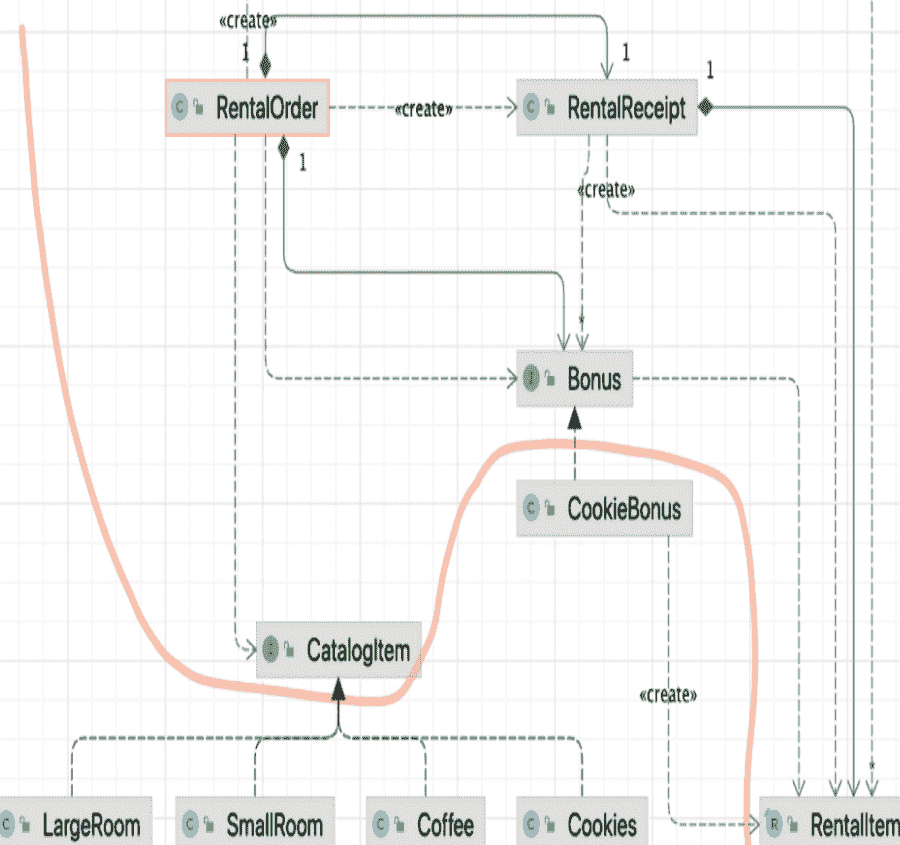 «create»
1
1
1
C RentalOrder
«create»
C RentalReceipt
1
«create»
*
I Bonus
C CookieBonus
I CatalogItem
«create»
*
C LargeRoom
C SmallRoom
C Coffee
C Cookies
R RentalItem